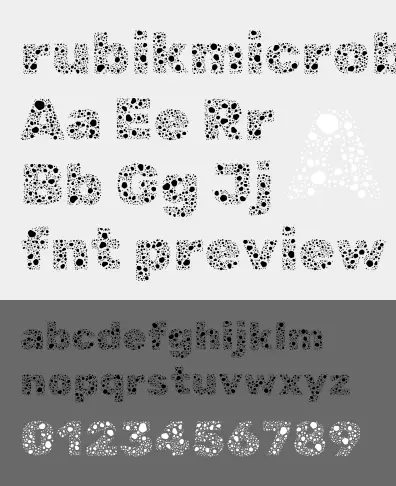 rubikmicrob
Aa Ee Rr
A
Bb Gg Jj
fnt preview
abcdefghijklm
nopqrstuvwxyz
0123456789